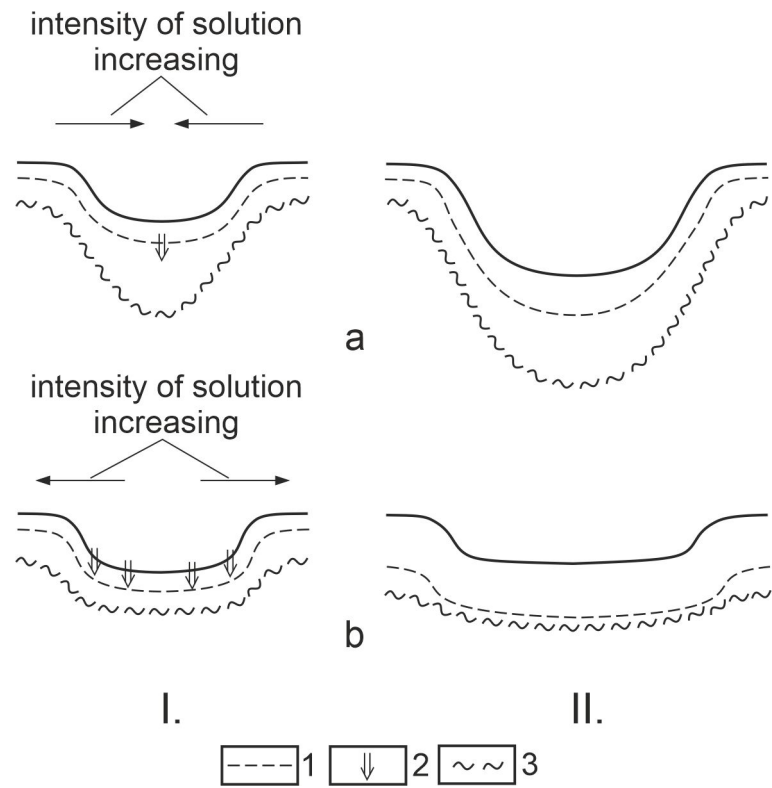 intensity of solution
increasing
a
intensity of solution
increasing
b
I.
II.
1
2
3